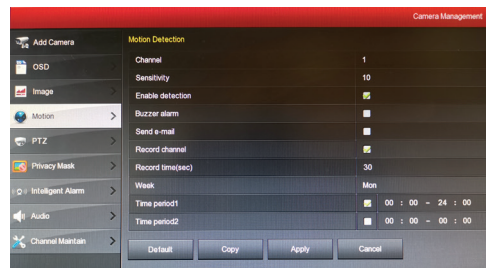 Camera Management
Add Camera
OSD
Image
Motion
PTZ
Privacy Mask
Intelligent Alarm
Audio
Channel Maintain
Motion Detection
Channel 1
Sensitivity 10
Enable detection
Buzzer alarm
Send e-mail
Record channel
Record time(sec) 30
Week Mon
Time period1 00 : 00 - 24 : 00
Time period2 00 : 00 - 00 : 00
Default Copy Apply Cancel